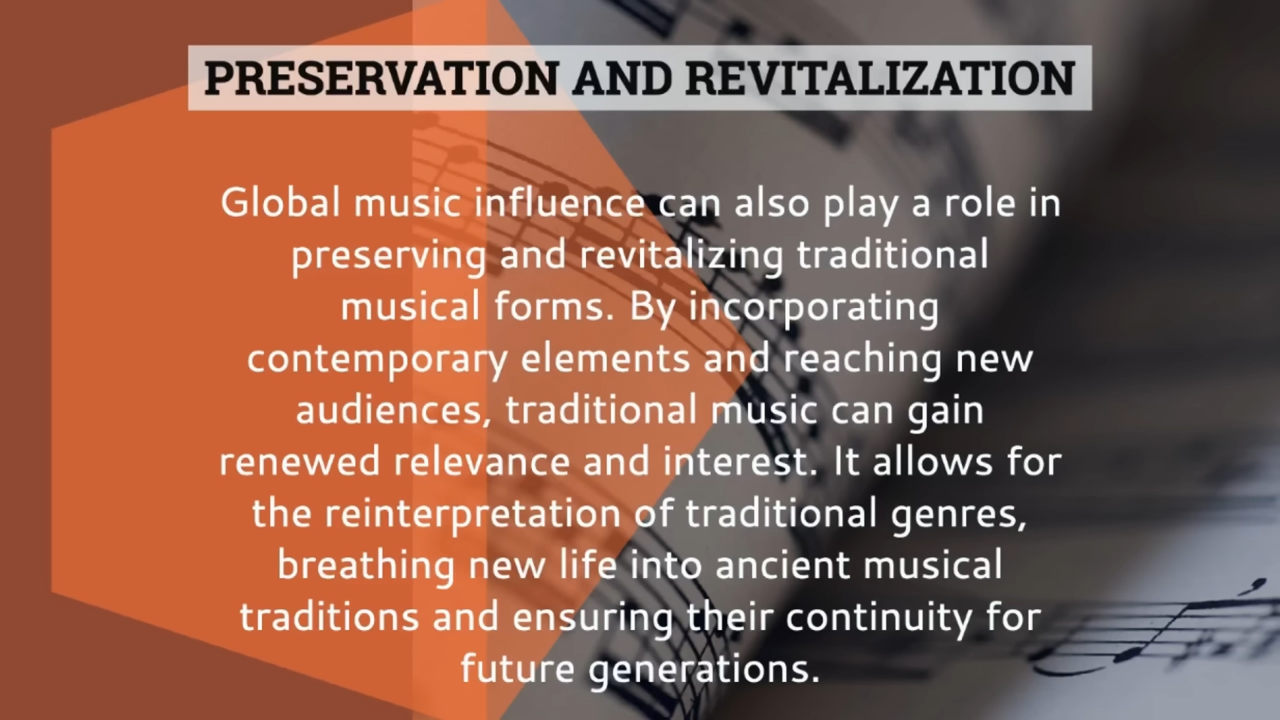 PRESERVATION AND REVITALIZATION
Global music influence can also play a role in
preserving and revitalizing traditional
musical forms. By incorporating
contemporary elements and reaching new
audiences, traditional music can gain
renewed relevance and interest. It allows for
the reinterpretation of traditional genres,
breathing new life into ancient musical
traditions and ensuring their continuity for
future generations.